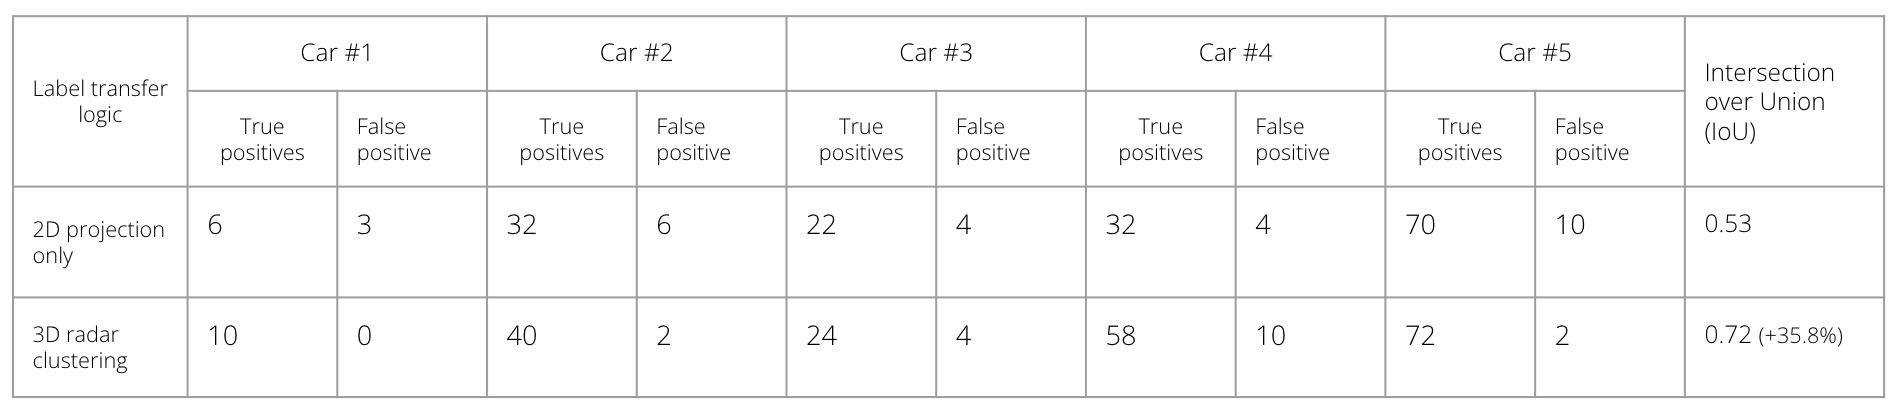 Label transfer
logic
Car #1
Car #2
Car #3
Car #4
Car #5
Intersection
over Union
(IoU)
True
positives
False
positive
True
positives
False
positive
True
positives
False
positive
True
positives
False
positive
True
positives
False
positive
2D projection
only
6
3
32
6
22
4
32
4
70
10
0.53
3D radar
clustering
10
0
40
2
24
4
58
10
72
2
0.72 (+35.8%)